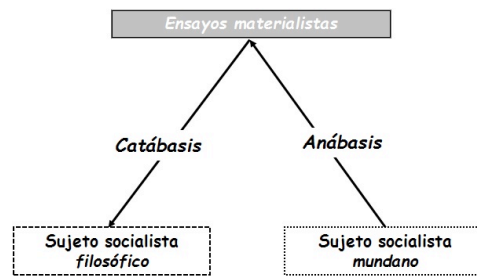 Ensayos materialistas
Catábasis
Anábasis
Sujeto socialista
filosófico
Sujeto socialista
mundano